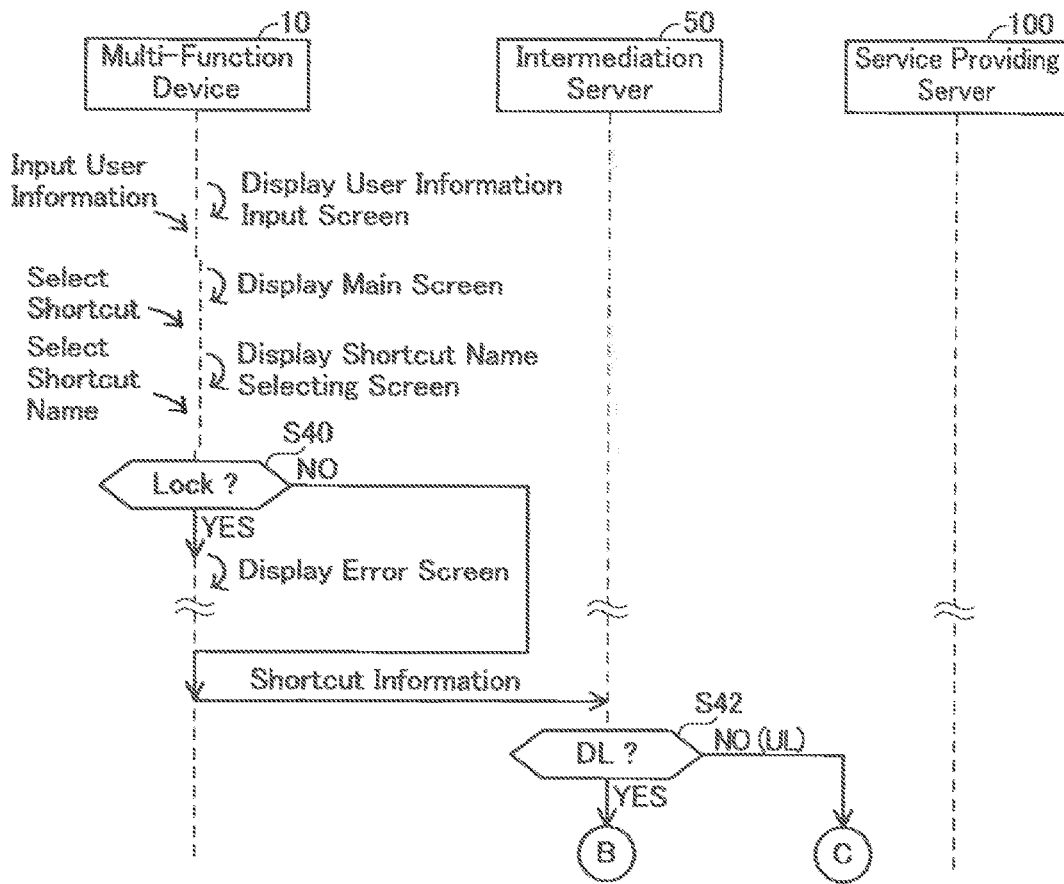 10
50
100
Multi-Function
Device
Intermediation
Server
Service Providing
Server
Input User
Information
Display User Information
Input Screen
Select
Shortcut
Display Main Screen
Select
Shortcut
Name
Display Shortcut Name
Selecting Screen
S40
Lock ?
NO
YES
Display Error Screen
Shortcut Information
S42
DL ?
NO (UL)
YES
B
C